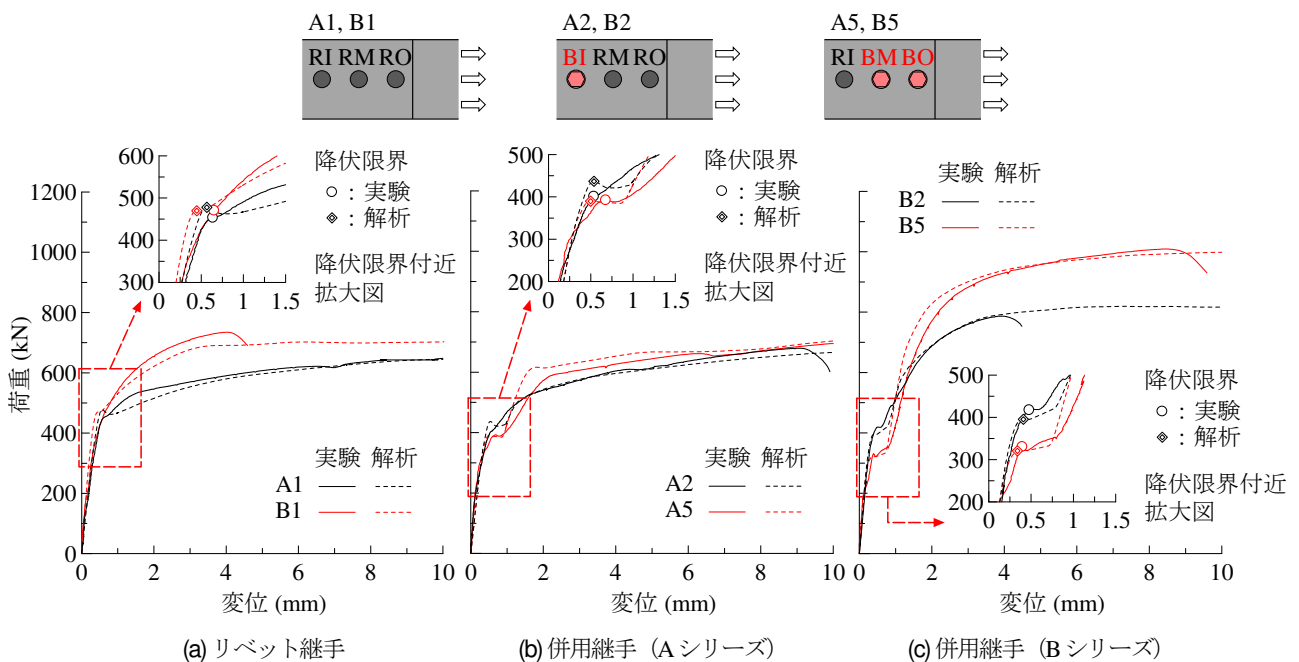 A1, B1
RI RM RO
A2, B2
BI RM RO
A5, B5
RI BM BO
荷重 (kN)
1200
1000
800
600
400
200
0
0 2 4 6 8 10
変位 (mm)
600
550
500
450
400
350
300
0 0.5 1 1.5
降伏限界
○ : 実験
◈ : 解析
降伏限界付近
拡大図
実験 解析
A1
B1
(a) リベット継手
500
400
300
200
0 0.5 1 1.5
降伏限界
○ : 実験
◈ : 解析
降伏限界付近
拡大図
実験 解析
A2
A5
0 2 4 6 8 10
変位 (mm)
(b) 併用継手（A シリーズ）
実験 解析
B2
B5
500
400
300
200
0 0.5 1 1.5
降伏限界
○ : 実験
◈ : 解析
降伏限界付近
拡大図
0 2 4 6 8 10
変位 (mm)
(c) 併用継手（B シリーズ）